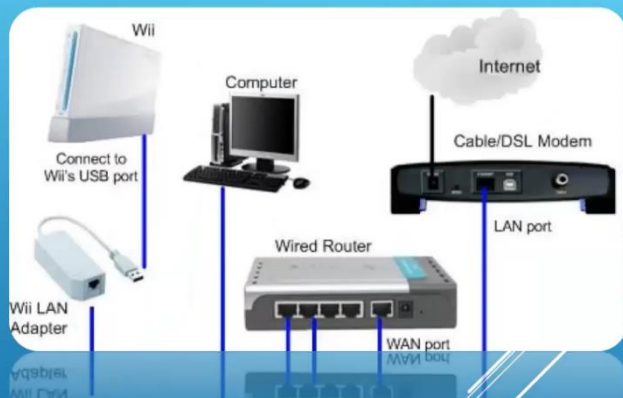 Wii
Internet
Computer
Cable/DSL Modem
Connect to
Wii's USB port
LAN port
Wired Router
Wii LAN
Adapter
WAN port